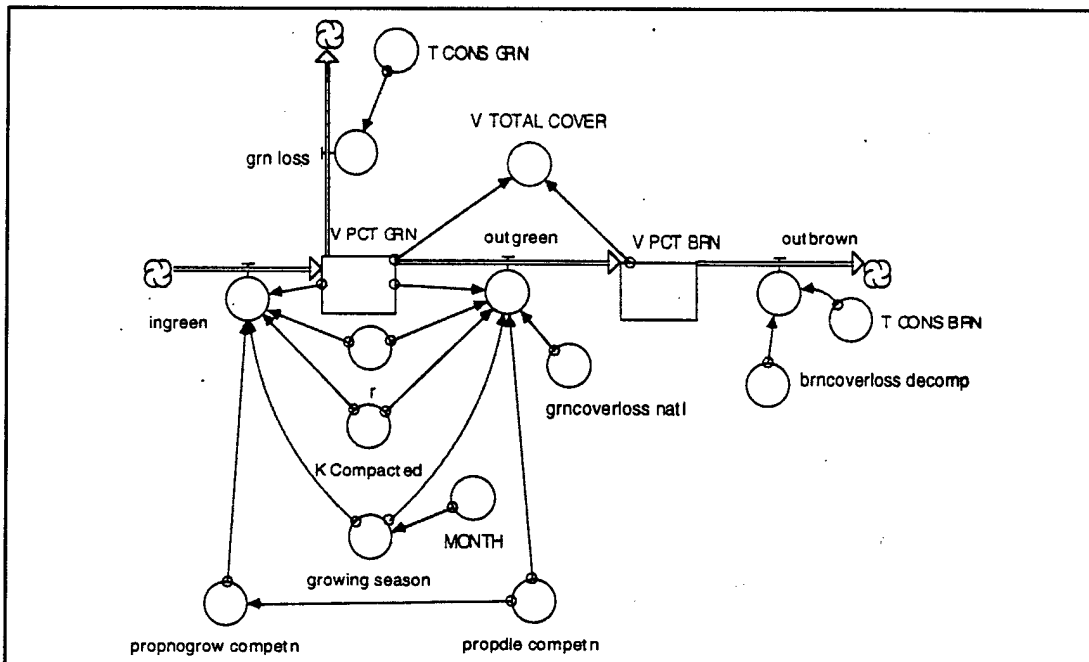 T CONS GRN
V TOTAL COVER
grn loss
V PCT GRN
outgreen
V PCT BRN
outbrown
ingreen
T CONS BRN
r
brncoverloss decomp
grncoverloss natl
K Compacted
MONTH
growing season
propnogrow competn
propdie competn